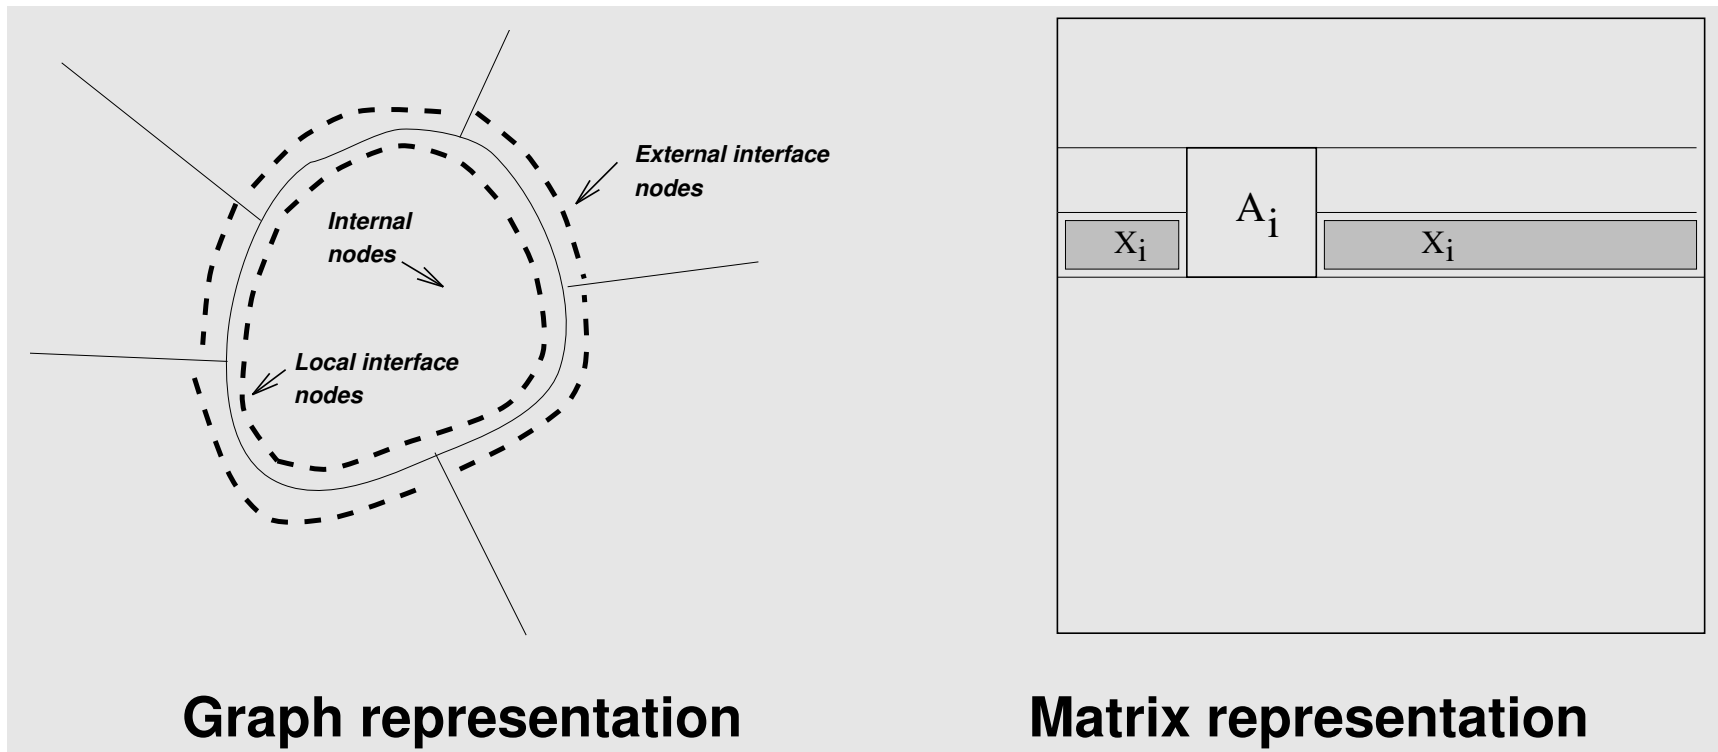 External interface
nodes
Internal
nodes
Local interface
nodes
Graph representation
A_i
X_i
X_i
Matrix representation